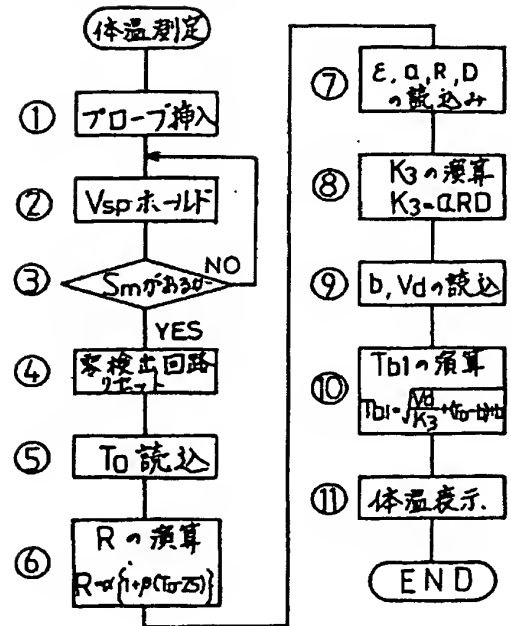 体温測定
① プローブ挿入
② Vspホールド
③ Smがあるか
NO
YES
④ 零検出回路
リセット
⑤ To 読込
⑥ Rの演算
R=α{1+β(To-25)}
⑦ ε, a, R, D
の読込み
⑧ K3の演算
K3=aRD
⑨ b, Vdの読込
⑩ Tb1の演算
⑪ 体温表示
END